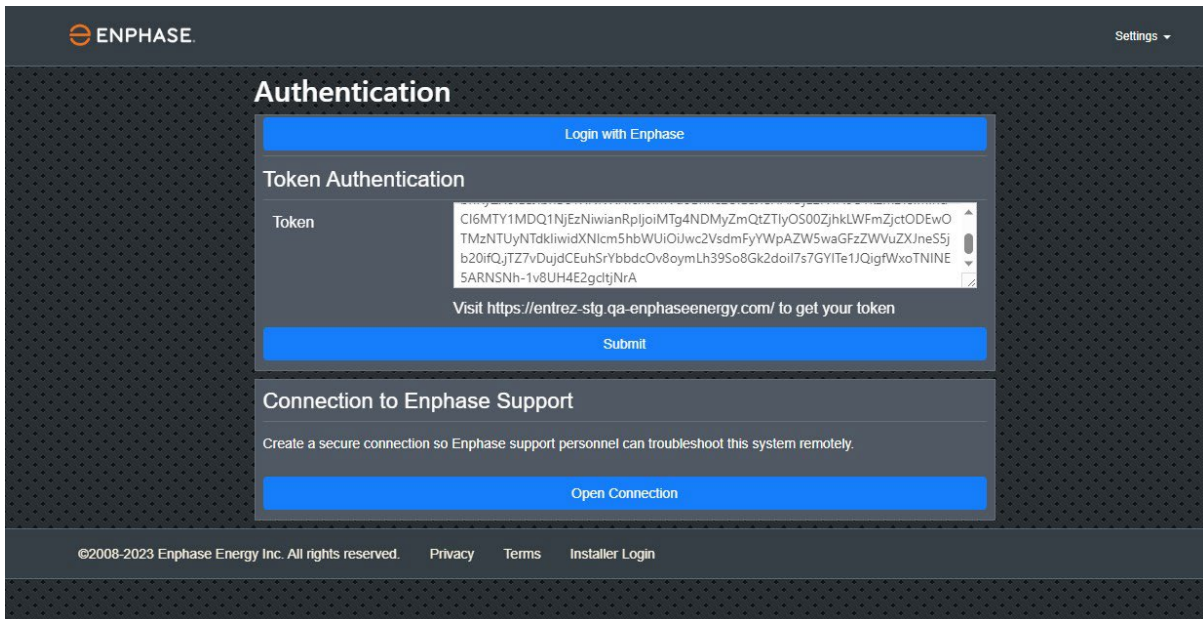 ENPHASE.
Settings
Authentication
Login with Enphase
Token Authentication
Token
CI6MTY1MDQ1NjEzNiwianRpIjoiMTg4NDMyZmQtZTIyOS00ZjhkLWFmZjctODEwO
TMzNTUyNTdkIiwidXNlcm5hbWUiOiJwc2VsdmFyYWpAZW5waGFzZWVuZXJneS5j
b20ifQ.jTZ7vDujdCEuhSrYbbdcOv8oymLh39So8Gk2doiI7s7GYITe1JQigfWxoTNINE
5ARNSNh-1v8UH4E2gcItjNrA
Visit https://entrez-stg.qa-enphaseenergy.com/ to get your token
Submit
Connection to Enphase Support
Create a secure connection so Enphase support personnel can troubleshoot this system remotely.
Open Connection
©2008-2023 Enphase Energy Inc. All rights reserved. Privacy Terms Installer Login